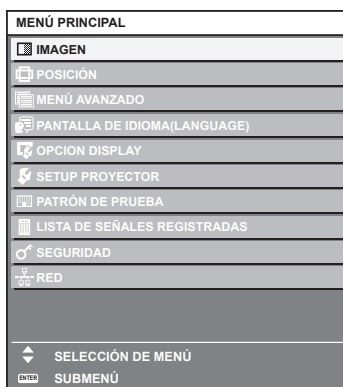 MENÚ PRINCIPAL
IMAGEN
POSICIÓN
MENÚ AVANZADO
PANTALLA DE IDIOMA(LANGUAGE)
OPCION DISPLAY
SETUP PROYECTOR
PATRÓN DE PRUEBA
LISTA DE SEÑALES REGISTRADAS
SEGURIDAD
RED
SELECCIÓN DE MENÚ
ENTER SUBMENÚ